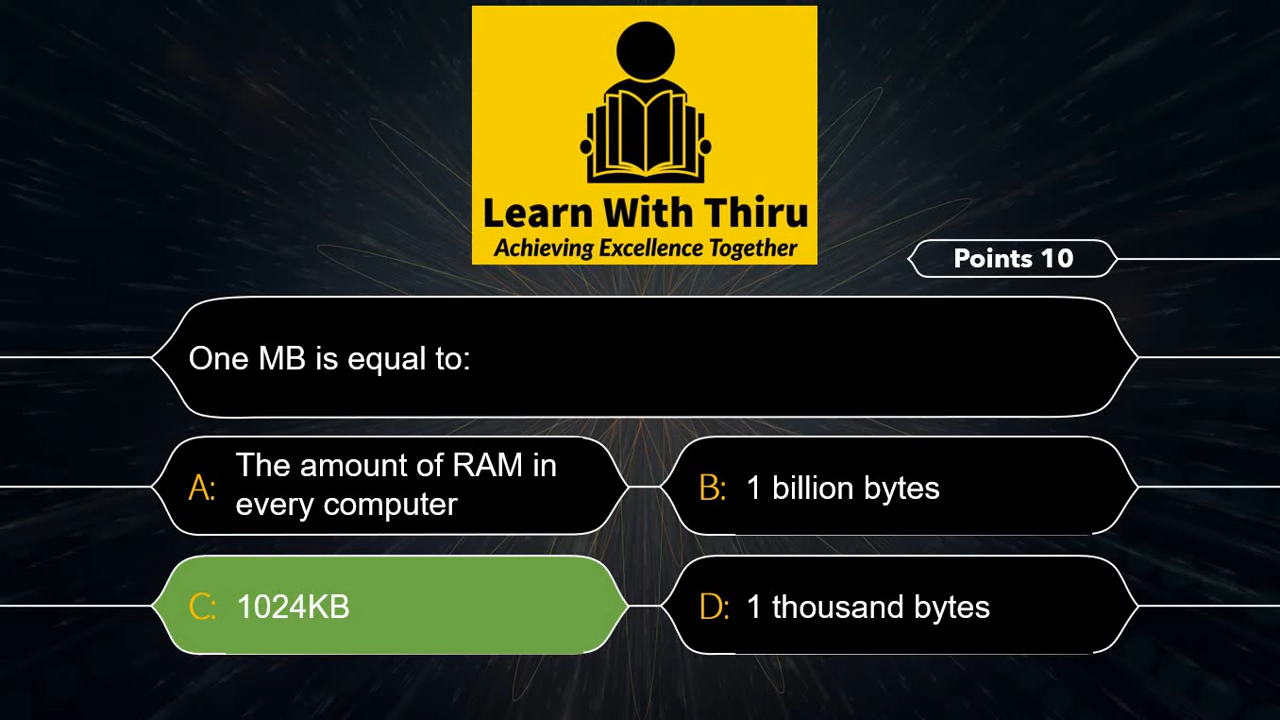 Learn With Thiru
Achieving Excellence Together
Points 10
One MB is equal to:
A: The amount of RAM in
every computer
B: 1 billion bytes
C: 1024KB
D: 1 thousand bytes